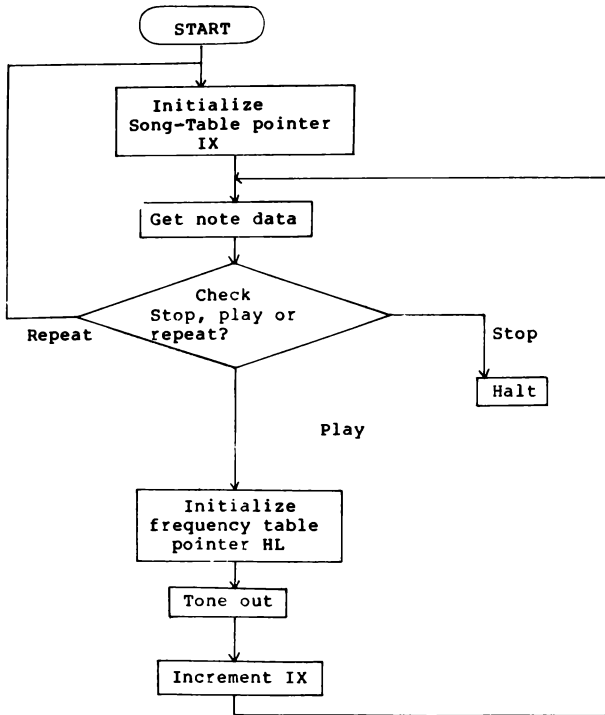 START
Initialize
Song-Table pointer
IX
Get note data
Check
Stop, play or
repeat?
Repeat
Stop
Halt
Play
Initialize
frequency table
pointer HL
Tone out
Increment IX